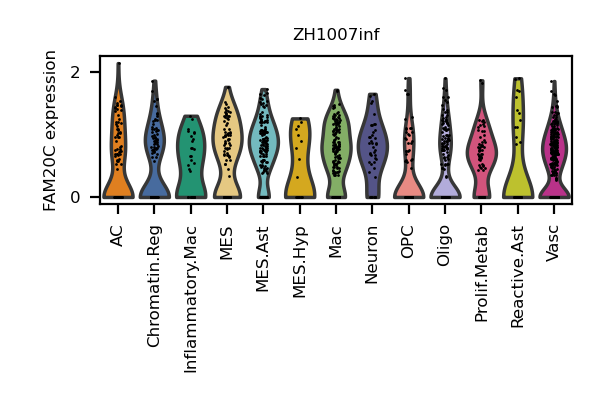 ZH1007inf
FAM20C expression
2
0
AC
Chromatin.Reg
Inflammatory.Mac
MES
MES.Ast
MES.Hyp
Mac
Neuron
OPC
Oligo
Prolif.Metab
Reactive.Ast
Vasc